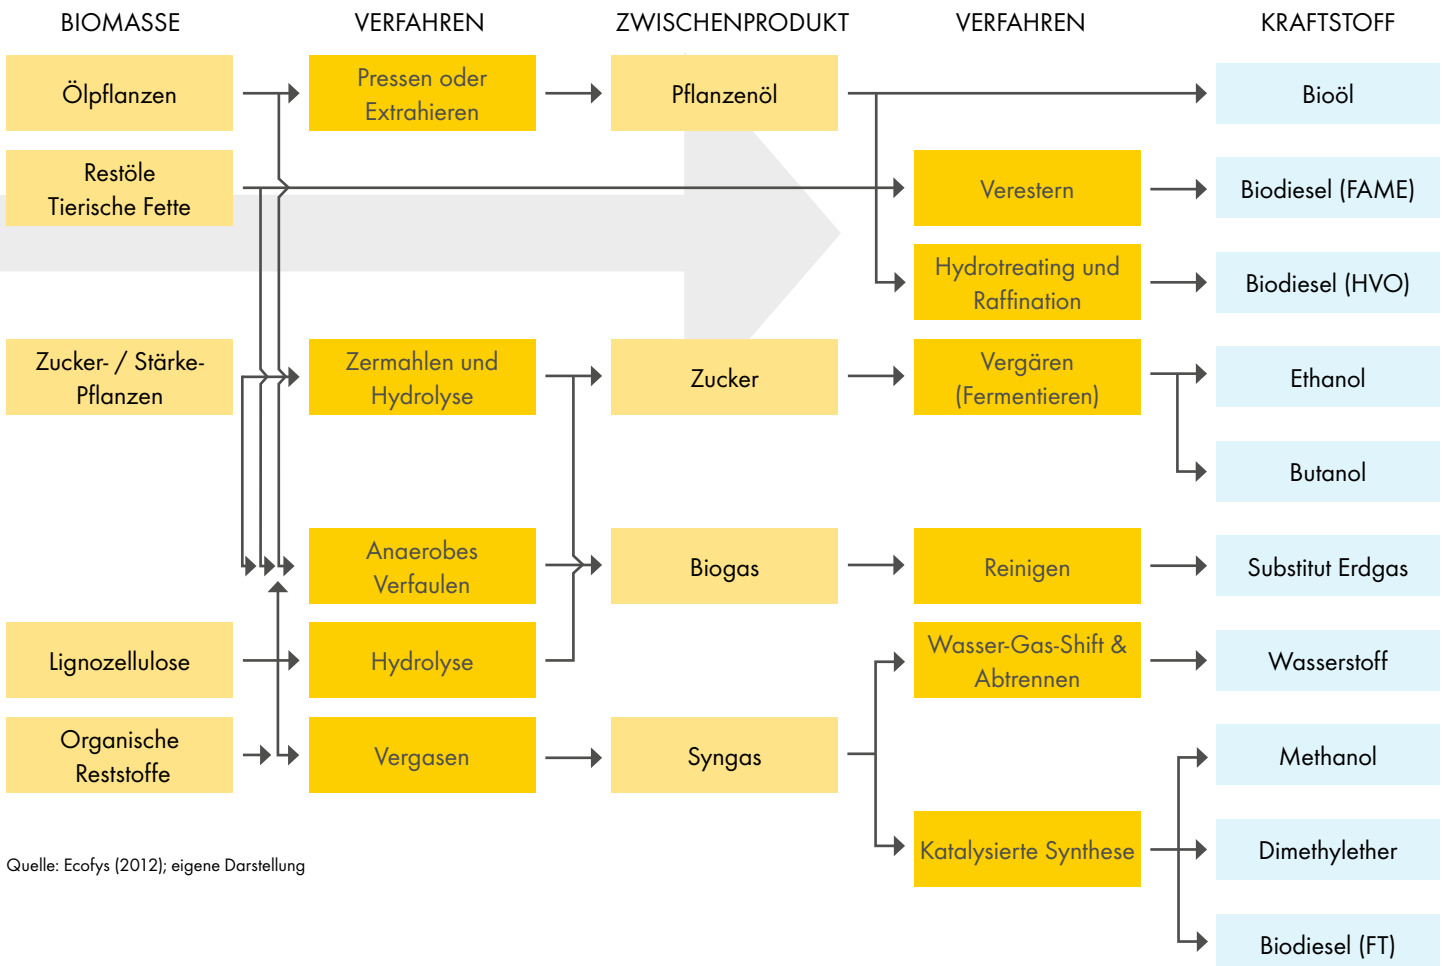 BIOMASSE
VERFAHREN
ZWISCHENPRODUKT
VERFAHREN
KRAFTSTOFF
Ölpflanzen
Pressen oder
Extrahieren
Pflanzenöl
Bioöl
Restöle
Tierische Fette
Verestern
Biodiesel (FAME)
Hydrotreating und
Raffination
Biodiesel (HVO)
Zucker- / Stärke-
Pflanzen
Zermahlen und
Hydrolyse
Zucker
Vergären
(Fermentieren)
Ethanol
Butanol
Anaerobes
Verfaulen
Biogas
Reinigen
Substitut Erdgas
Lignozellulose
Hydrolyse
Wasser-Gas-Shift &
Abtrennen
Wasserstoff
Organische
Reststoffe
Vergasen
Syngas
Methanol
Katalysierte Synthese
Dimethylether
Biodiesel (FT)
Quelle: Ecofys (2012); eigene Darstellung